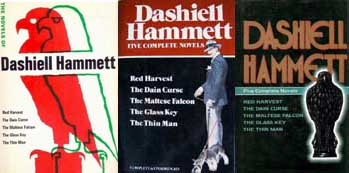 THE NOVELS OF
Dashiell Hammett
Red Harvest
The Dain Curse
The Maltese Falcon
The Glass Key
The Thin Man
Dashiell
Hammett
FIVE COMPLETE NOVELS
Red Harvest
The Dain Curse
The Maltese Falcon
The Glass Key
The Thin Man
COMPLETE & UNABRIDGED
DASHIELL
HAMMETT
Five Complete Novels
RED HARVEST
THE DAIN CURSE
THE MALTESE FALCON
THE GLASS KEY
THE THIN MAN